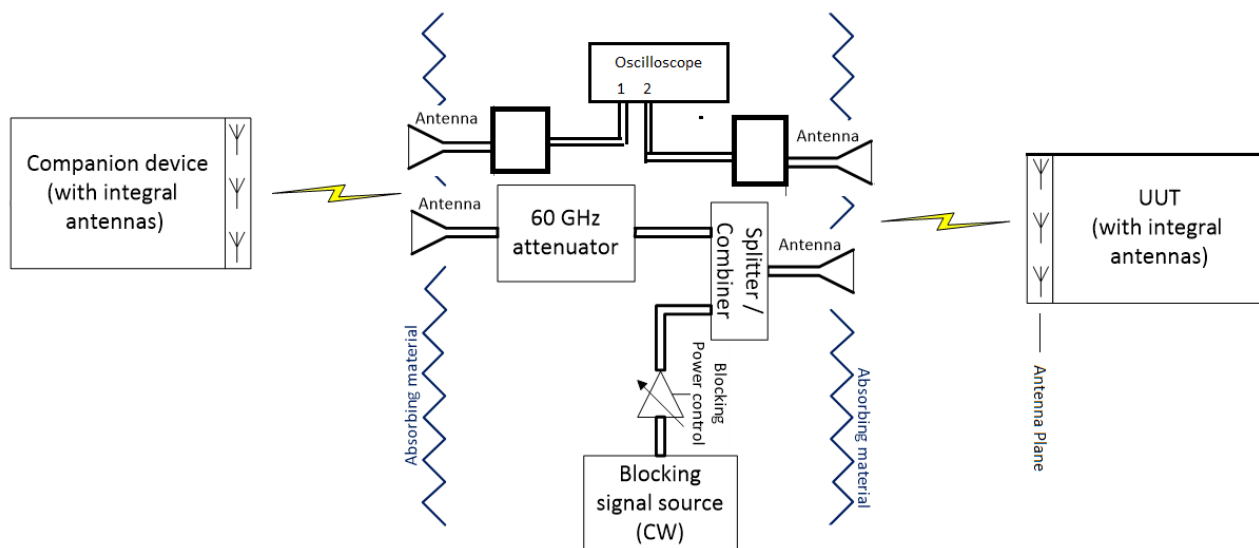 Oscilloscope
1 2
Antenna
Antenna
Companion device
(with integral
antennas)
Antenna
60 GHz
attenuator
Splitter /
Combiner
Antenna
UUT
(with integral
antennas)
Absorbing material
Blocking
Power control
Absorbing material
Antenna Plane
Blocking
signal source
(CW)